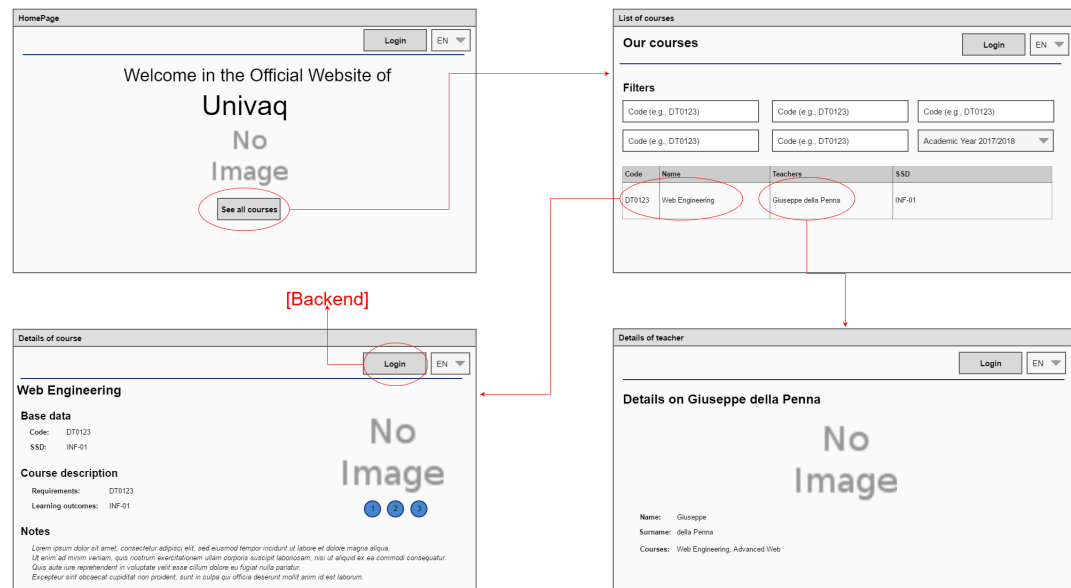 HomePage
Login EN
Welcome in the Official Website of
Univaq
No
Image
See all courses
List of courses
Our courses
Login EN
Filters
Code (e.g., DT0123) Code (e.g., DT0123) Code (e.g., DT0123)
Code (e.g., DT0123) Code (e.g., DT0123) Academic Year 2017/2018
Code Name Teachers SSD
DT0123 Web Engineering Giuseppe della Penna INF-01
[Backend]
Details of course
Login EN
Web Engineering
Base data
Code: DT0123
SSD: INF-01
Course description
Requirements: DT0123
Learning outcomes: INF-01
No
Image
1 2 3
Notes
Lorem ipsum dolor sit amet, consectetur adipisci elit, sed eiusmod tempor incidunt ut labore et dolore magna aliqua.
Ut enim ad minim veniam, quis nostrum exercitationem ullam corporis suscipit laboriosam, nisi ut aliquid ex ea commodi consequatur.
Quis aute iure reprehenderit in voluptate velit esse cillum dolore eu fugiat nulla pariatur.
Excepteur sint obcaecat cupiditat non proident, sunt in culpa qui officia deserunt mollit anim id est laborum.
Details of teacher
Login EN
Details on Giuseppe della Penna
No
Image
Name: Giuseppe
Surname: della Penna
Courses: Web Engineering, Advanced Web